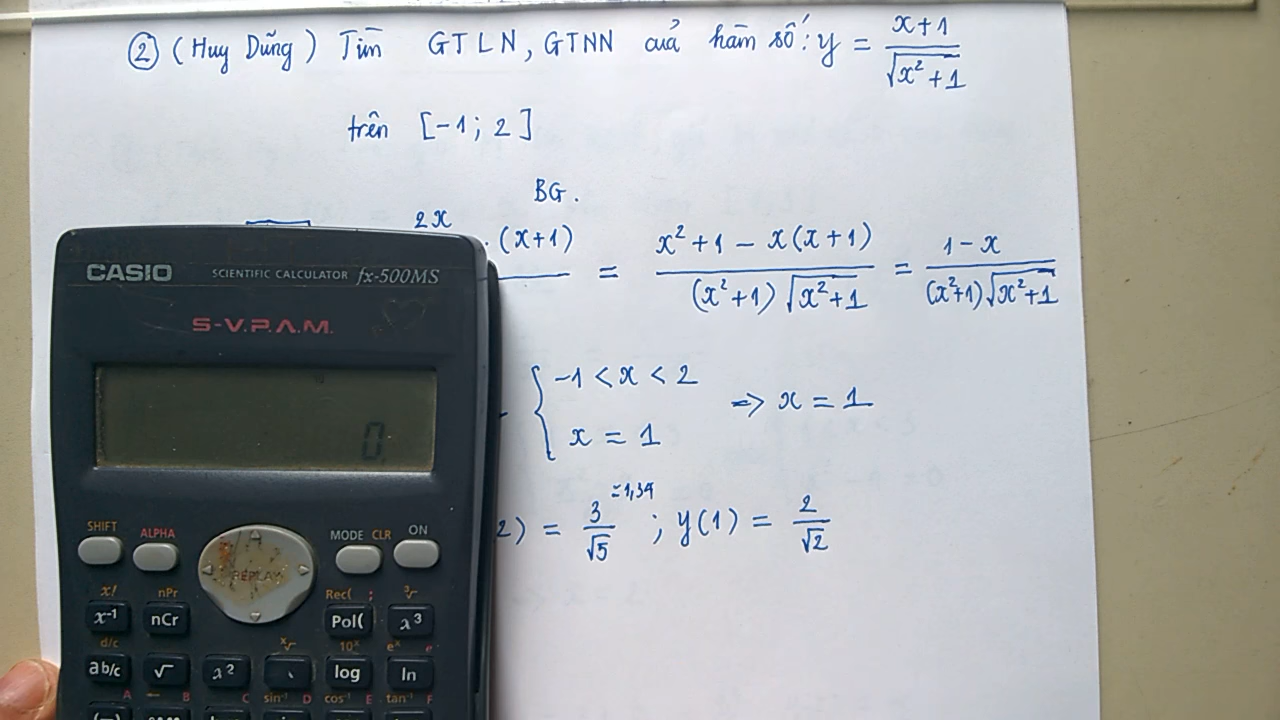 ② (Huy Dũng) Tìm GTLN, GTNN của hàm số: y = (x+1)/√(x²+1)
trên [-1; 2]
BG.
2x . (x+1) = (x²+1 - x(x+1))/((x²+1)√(x²+1)) = (1-x)/((x²+1)√(x²+1))
{ -1 < x < 2
x = 1 => x = 1
2) = 3/√5 = 1,34 ; y(1) = 2/√2
CASIO SCIENTIFIC CALCULATOR fx-500MS
S-V.P.A.M.
0.
SHIFT ALPHA REPLAY MODE CLR ON
x! nPr Rec( ; ³√
x⁻¹ nCr Pol( x³
d/c ˣ√ 10ˣ eˣ e
ab/c √ x² log ln
A ← B C sin⁻¹ D cos⁻¹ E tan⁻¹ F
(−)